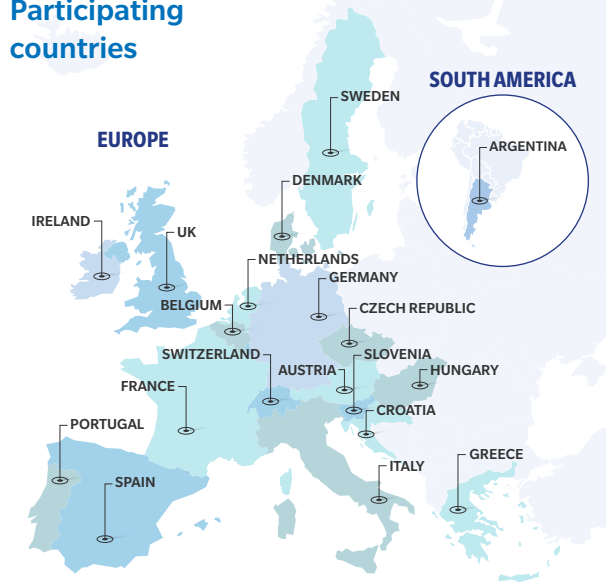 Participating
countries
SOUTH AMERICA
SWEDEN
EUROPE
ARGENTINA
DENMARK
IRELAND
UK
NETHERLANDS
GERMANY
BELGIUM
CZECH REPUBLIC
SWITZERLAND
SLOVENIA
AUSTRIA
HUNGARY
FRANCE
CROATIA
PORTUGAL
ITALY
GREECE
SPAIN